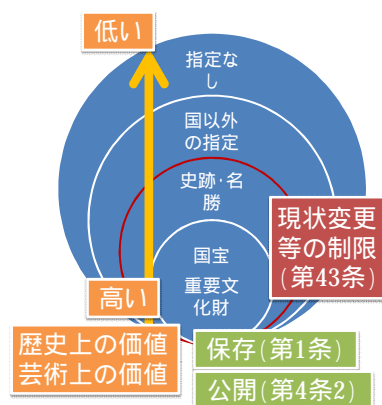 低い
指定な
し
国以外
の指定
史跡・名
勝
現状変更
等の制限
(第43条)
国宝
重要文
化財
高い
歴史上の価値
芸術上の価値
保存(第1条)
公開(第4条2)